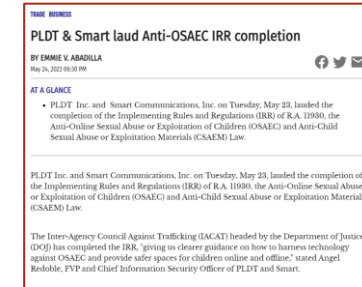 TRADE BUSINESS
PLDT & Smart laud Anti-OSAEC IRR completion
BY EMMIE V. ABADILLA
May 24, 2023 06:30 PM
AT A GLANCE
• PLDT Inc. and Smart Communications, Inc. on Tuesday, May 23, lauded the
completion of the Implementing Rules and Regulations (IRR) of R.A. 11930, the
Anti-Online Sexual Abuse or Exploitation of Children (OSAEC) and Anti-Child
Sexual Abuse or Exploitation Materials (CSAEM) Law.
PLDT Inc. and Smart Communications, Inc. on Tuesday, May 23, lauded the completion of
the Implementing Rules and Regulations (IRR) of R.A. 11930, the Anti-Online Sexual Abuse
or Exploitation of Children (OSAEC) and Anti-Child Sexual Abuse or Exploitation Material
(CSAEM) Law.
The Inter-Agency Council Against Trafficking (IACAT) headed by the Department of Justice
(DOJ) has completed the IRR, "giving us clearer guidance on how to harness technology
against OSAEC and provide safer spaces for children online and offline," stated Angel
Redoble, FVP and Chief Information Security Officer of PLDT and Smart.